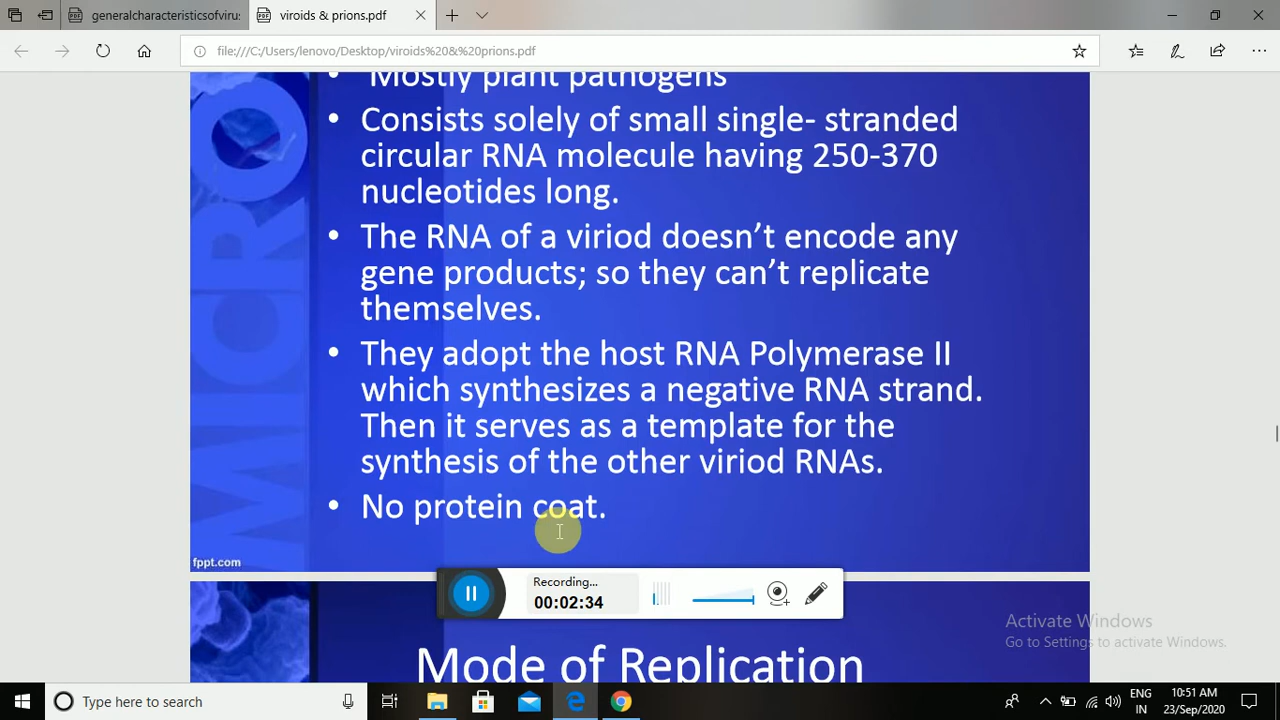 generalcharacteristicsofviru
viroids & prions.pdf
file:///C:/Users/lenovo/Desktop/viroids%20&%20prions.pdf
• Mostly plant pathogens
• Consists solely of small single- stranded
circular RNA molecule having 250-370
nucleotides long.
• The RNA of a viriod doesn’t encode any
gene products; so they can’t replicate
themselves.
• They adopt the host RNA Polymerase II
which synthesizes a negative RNA strand.
Then it serves as a template for the
synthesis of the other viriod RNAs.
• No protein coat.
MICRO
fppt.com
Recording...
00:02:34
Mode of Replication
Activate Windows
Go to Settings to activate Windows.
Type here to search
ENG
IN
10:51 AM
23/Sep/2020